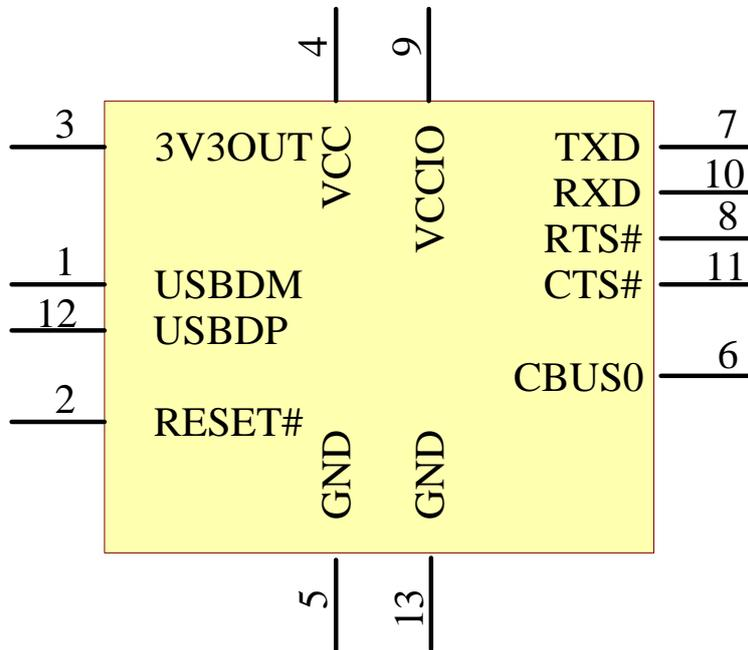 4
9
3
3V3OUT
VCC
VCCIO
TXD
7
RXD
10
RTS#
8
1
USBDM
CTS#
11
12
USBDP
CBUS0
6
2
RESET#
GND
GND
5
13